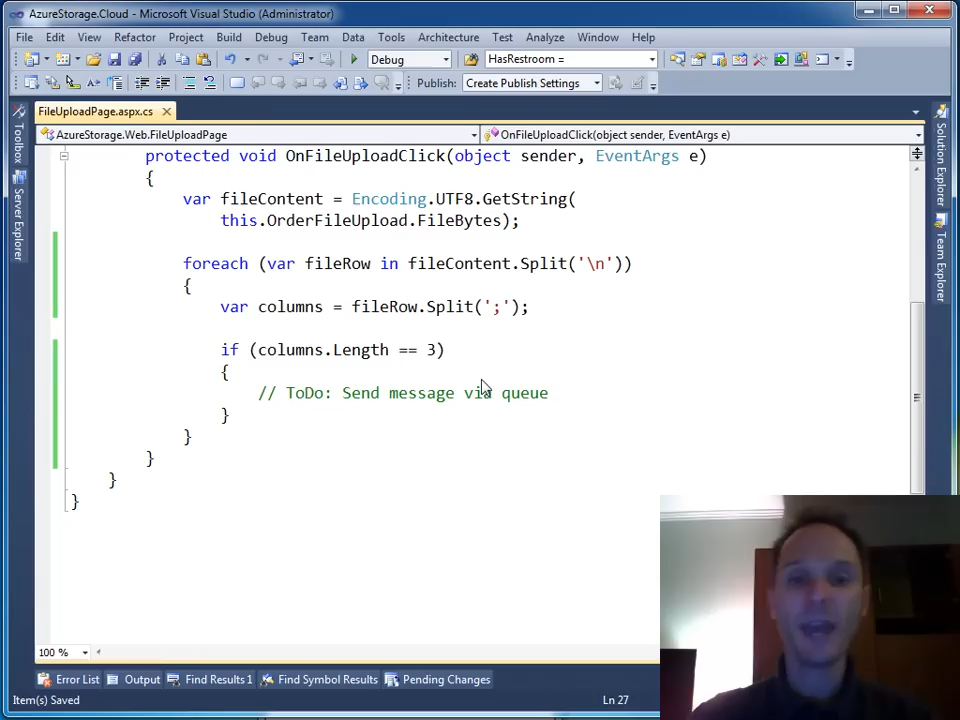 AzureStorage.Cloud - Microsoft Visual Studio (Administrator)
File Edit View Refactor Project Build Debug Team Data Tools Architecture Test Analyze Window Help
Debug HasRestroom =
Publish: Create Publish Settings
FileUploadPage.aspx.cs
AzureStorage.Web.FileUploadPage OnFileUploadClick(object sender, EventArgs e)
Toolbox
Server Explorer
Solution Explorer
Team Explorer
protected void OnFileUploadClick(object sender, EventArgs e)
{
var fileContent = Encoding.UTF8.GetString(
this.OrderFileUpload.FileBytes);
foreach (var fileRow in fileContent.Split('\n'))
{
var columns = fileRow.Split(';');
if (columns.Length == 3)
{
// ToDo: Send message via queue
}
}
}
}
}
100 %
Error List Output Find Results 1 Find Symbol Results Pending Changes
Item(s) Saved Ln 27